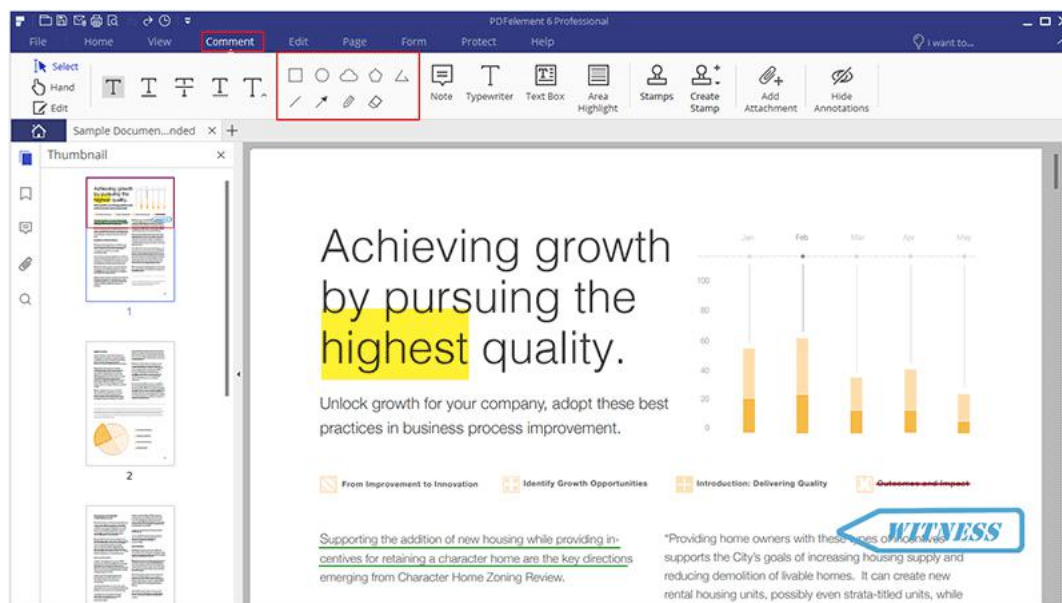 PDFelement 6 Professional
File Home View Comment Edit Page Form Protect Help I want to...
Select
Hand
Edit
T T T T T
Note Typewriter Text Box Area Highlight Stamps Create Stamp Add Attachment Hide Annotations
Sample Documen...nded × +
Thumbnail ×
Achieving growth
by pursuing the
highest quality.
1
2
Achieving growth
by pursuing the
highest quality.
Unlock growth for your company, adopt these best
practices in business process improvement.
Jan Feb Mar Apr May
100
80
60
40
20
0
From Improvement to Innovation
Identify Growth Opportunities
Introduction: Delivering Quality
Outcomes and Impact
Supporting the addition of new housing while providing in-
centives for retaining a character home are the key directions
emerging from Character Home Zoning Review.
WITNESS
"Providing home owners with these types of incentives
supports the City's goals of increasing housing supply and
reducing demolition of livable homes. It can create new
rental housing units, possibly even strata-titled units, while